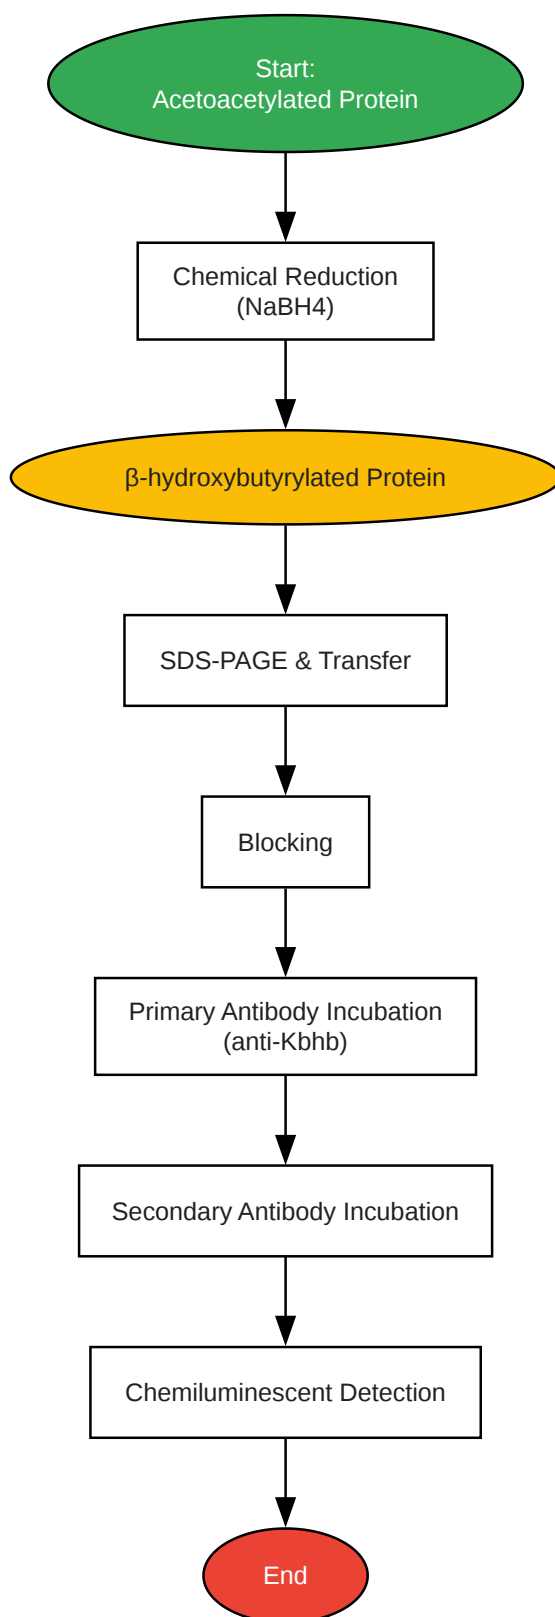 Start:
Acetoacetylated Protein
Chemical Reduction
(NaBH4)
β-hydroxybutyrylated Protein
SDS-PAGE & Transfer
Blocking
Primary Antibody Incubation
(anti-Kbhb)
Secondary Antibody Incubation
Chemiluminescent Detection
End